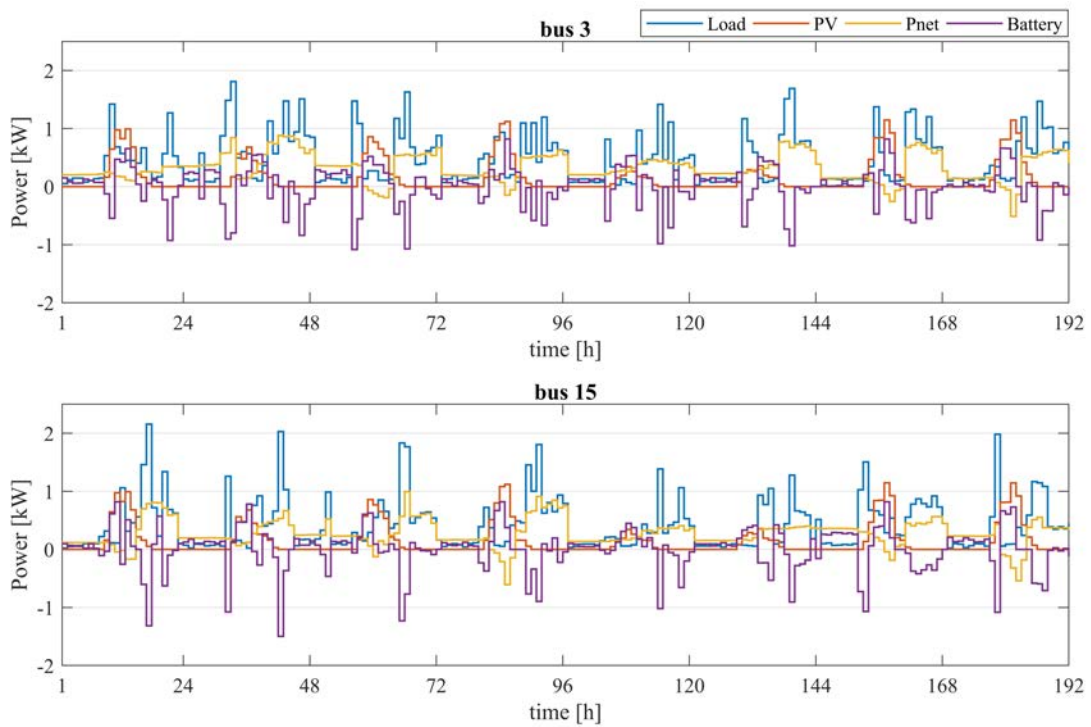 bus 3
Load PV Pnet Battery
Power [kW]
2
1
0
-1
-2
1 24 48 72 96 120 144 168 192
time [h]
bus 15
Power [kW]
2
1
0
-1
-2
1 24 48 72 96 120 144 168 192
time [h]